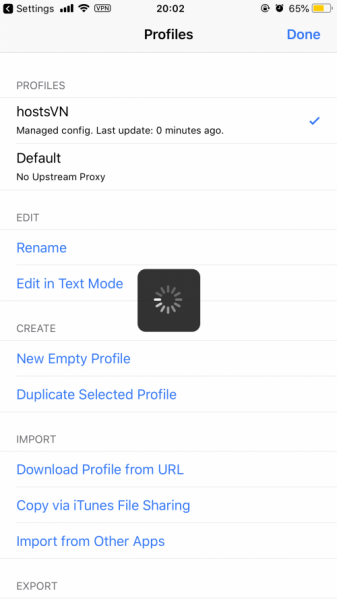 Settings VPN 20:02 65%
Profiles Done
PROFILES
hostsVN
Managed config. Last update: 0 minutes ago.
Default
No Upstream Proxy
EDIT
Rename
Edit in Text Mode
CREATE
New Empty Profile
Duplicate Selected Profile
IMPORT
Download Profile from URL
Copy via iTunes File Sharing
Import from Other Apps
EXPORT